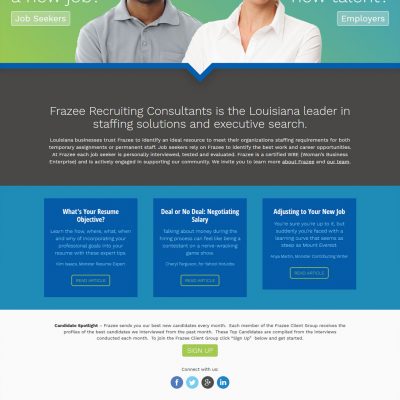 a new job?
new talent?
Job Seekers
Employers
Frazee Recruiting Consultants is the Louisiana leader in
staffing solutions and executive search.
Louisiana businesses trust Frazee to identify an ideal resource to meet their organizations staffing requirements for both
temporary assignments or permanent staff. Job seekers rely on Frazee to identify the best work and career opportunities.
At Frazee each job seeker is personally interviewed, tested and evaluated. Frazee is a certified WBE (Woman's Business
Enterprise) and is actively engaged in supporting our community. We invite you to learn more about Frazee and our team.
What's Your Resume
Objective?
Learn the how, where, what, when
and why of incorporating your
professional goals into your
resume with these expert tips.
Kim Isaacs, Monster Resume Expert
READ ARTICLE
Deal or No Deal: Negotiating
Salary
Talking about money during the
hiring process can feel like being a
contestant on a nerve-wracking
game show.
Cheryl Ferguson, for Yahoo! HotJobs
READ ARTICLE
Adjusting to Your New Job
You're sure you're up to it, but
suddenly you're faced with a
learning curve that seems as
steep as Mount Everest
Anya Martin, Monster Contributing Writer
READ ARTICLE
Candidate Spotlight - Frazee sends you our best new candidates every month. Each member of the Frazee Client Group receives the
profiles of the best candidates we interviewed from the past month. These Top Candidates are compiled from the interviews
conducted each month. To join the Frazee Client Group click "Sign Up" below and get started.
SIGN UP
Connect with us: